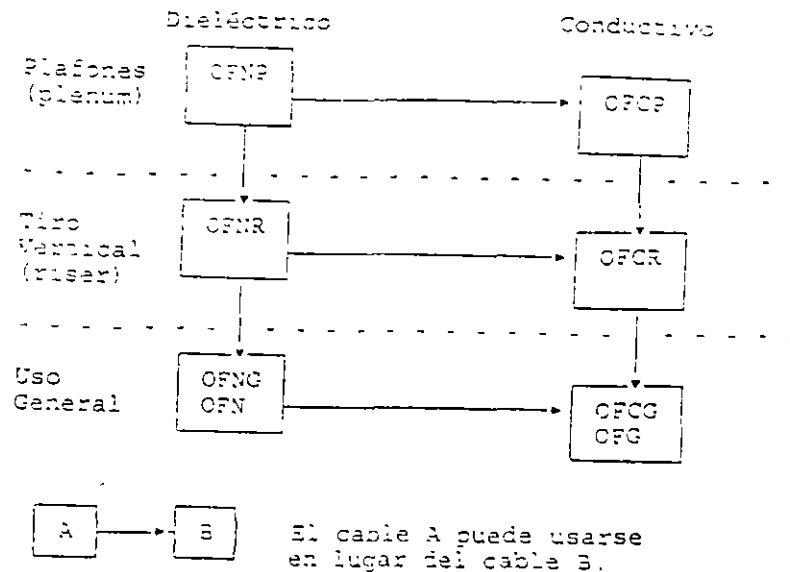 Dieléctrico
Conductivo
Plafones
(plenum)
OFNP
OFCP
Tiro
Vertical
(riser)
OFNR
OFCR
Uso
General
OFNG
OFN
OFCG
OFG
A
B
El cable A puede usarse
en lugar del cable B.